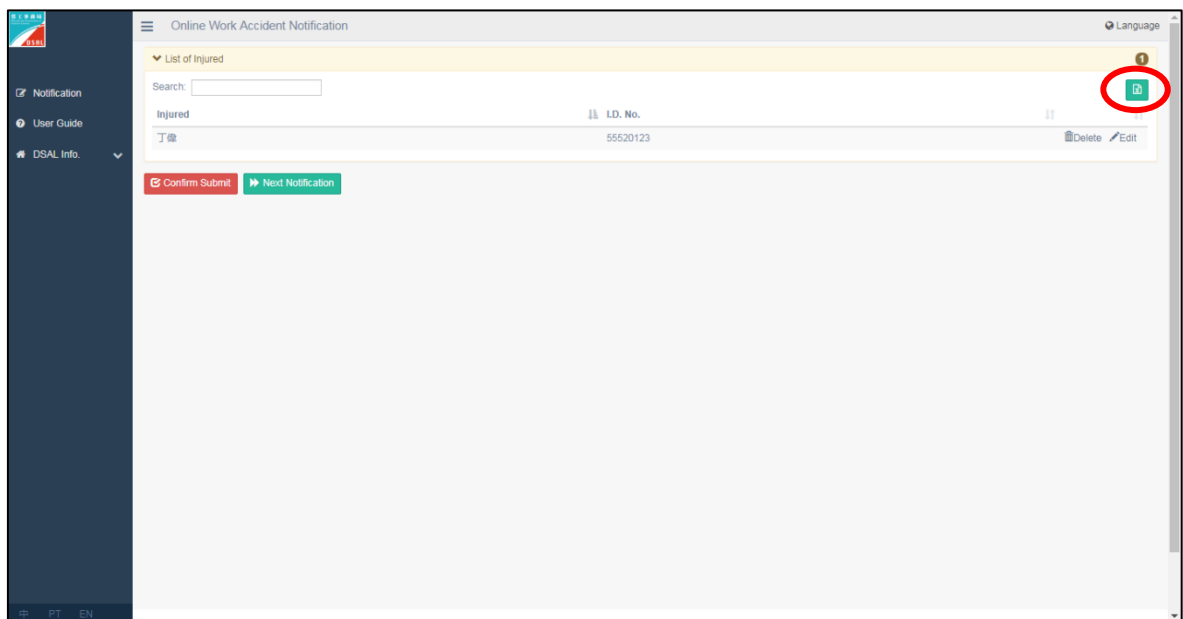 DSAL
Online Work Accident Notification
Language
List of Injured
1
Notification
Search:
User Guide
Injured
I.D. No.
DSAL Info.
丁偉
55520123
Delete
Edit
Confirm Submit
Next Notification
中 PT EN